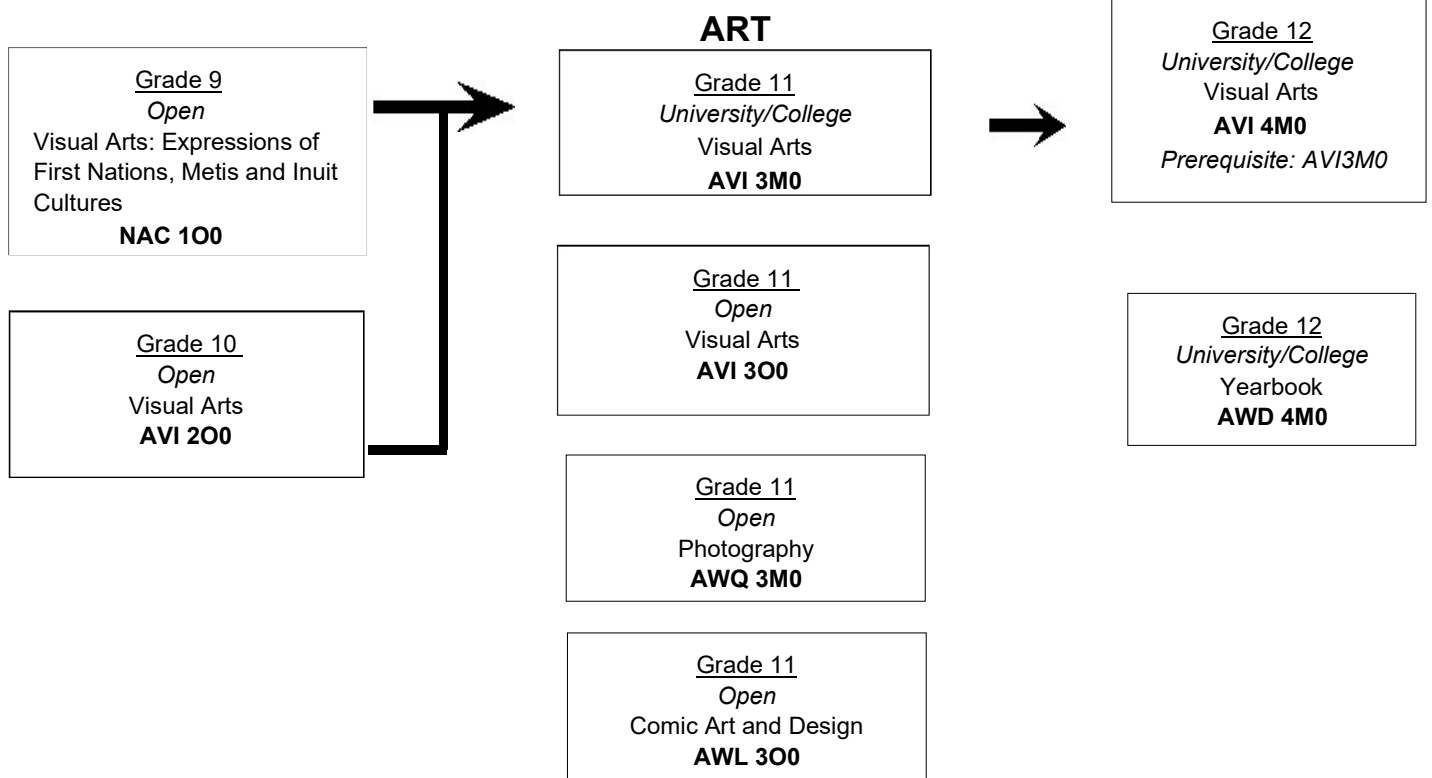 ART
Grade 9
Open
Visual Arts: Expressions of
First Nations, Metis and Inuit
Cultures
NAC 1O0
Grade 10
Open
Visual Arts
AVI 2O0
Grade 11
University/College
Visual Arts
AVI 3M0
Grade 11
Open
Visual Arts
AVI 3O0
Grade 11
Open
Photography
AWQ 3M0
Grade 11
Open
Comic Art and Design
AWL 3O0
Grade 12
University/College
Visual Arts
AVI 4M0
Prerequisite: AVI3M0
Grade 12
University/College
Yearbook
AWD 4M0